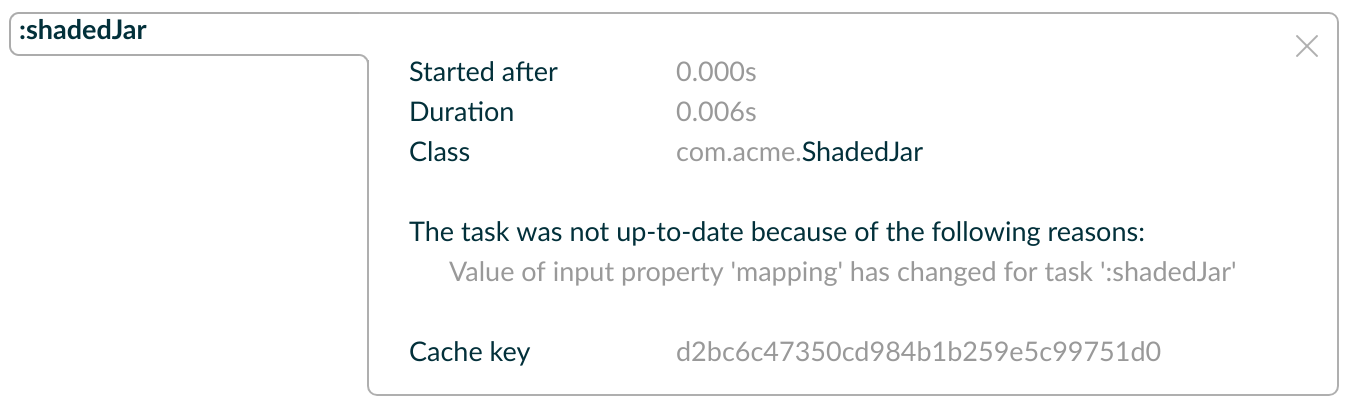 :shadedJar
Started after 0.000s
Duration 0.006s
Class com.acme.ShadedJar
The task was not up-to-date because of the following reasons:
Value of input property 'mapping' has changed for task ':shadedJar'
Cache key d2bc6c47350cd984b1b259e5c99751d0